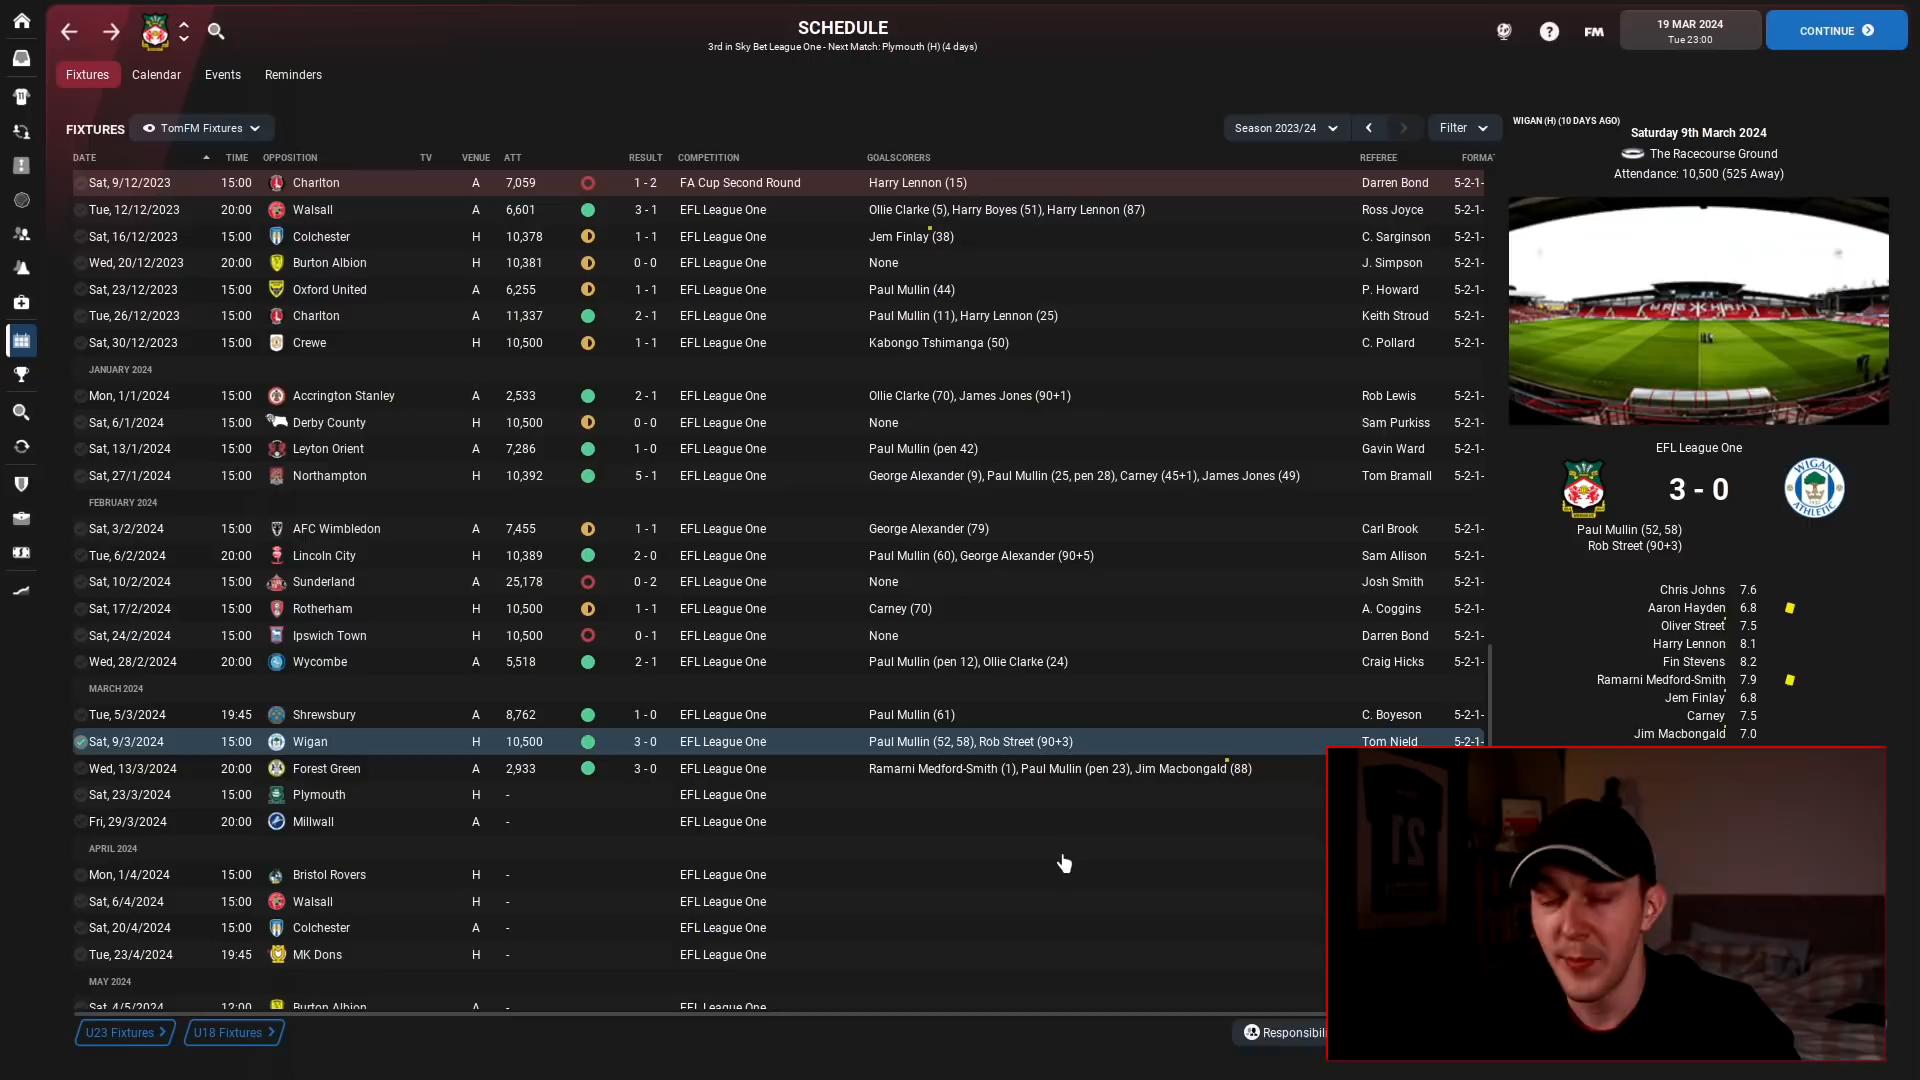 SCHEDULE
3rd in Sky Bet League One - Next Match: Plymouth (H) (4 days)
FM
19 MAR 2024
Tue 23:00
CONTINUE
Fixtures Calendar Events Reminders
FIXTURES TomFM Fixtures Season 2023/24 Filter
DATE TIME OPPOSITION TV VENUE ATT RESULT COMPETITION GOALSCORERS REFEREE FORMAT
Sat, 9/12/2023 15:00 Charlton A 7,059 1 - 2 FA Cup Second Round Harry Lennon (15) Darren Bond 5-2-1-
Tue, 12/12/2023 20:00 Walsall A 6,601 3 - 1 EFL League One Ollie Clarke (5), Harry Boyes (51), Harry Lennon (87) Ross Joyce 5-2-1-
Sat, 16/12/2023 15:00 Colchester H 10,378 1 - 1 EFL League One Jem Finlay (38) C. Sarginson 5-2-1-
Wed, 20/12/2023 20:00 Burton Albion H 10,381 0 - 0 EFL League One None J. Simpson 5-2-1-
Sat, 23/12/2023 15:00 Oxford United A 6,255 1 - 1 EFL League One Paul Mullin (44) P. Howard 5-2-1-
Tue, 26/12/2023 15:00 Charlton A 11,337 2 - 1 EFL League One Paul Mullin (11), Harry Lennon (25) Keith Stroud 5-2-1-
Sat, 30/12/2023 15:00 Crewe H 10,500 1 - 1 EFL League One Kabongo Tshimanga (50) C. Pollard 5-2-1-
JANUARY 2024
Mon, 1/1/2024 15:00 Accrington Stanley A 2,533 2 - 1 EFL League One Ollie Clarke (70), James Jones (90+1) Rob Lewis 5-2-1-
Sat, 6/1/2024 15:00 Derby County H 10,500 0 - 0 EFL League One None Sam Purkiss 5-2-1-
Sat, 13/1/2024 15:00 Leyton Orient A 7,286 1 - 0 EFL League One Paul Mullin (pen 42) Gavin Ward 5-2-1-
Sat, 27/1/2024 15:00 Northampton H 10,392 5 - 1 EFL League One George Alexander (9), Paul Mullin (25, pen 28), Carney (45+1), James Jones (49) Tom Bramall 5-2-1-
FEBRUARY 2024
Sat, 3/2/2024 15:00 AFC Wimbledon A 7,455 1 - 1 EFL League One George Alexander (79) Carl Brook 5-2-1-
Tue, 6/2/2024 20:00 Lincoln City H 10,389 2 - 0 EFL League One Paul Mullin (60), George Alexander (90+5) Sam Allison 5-2-1-
Sat, 10/2/2024 15:00 Sunderland A 25,178 0 - 2 EFL League One None Josh Smith 5-2-1-
Sat, 17/2/2024 15:00 Rotherham H 10,500 1 - 1 EFL League One Carney (70) A. Coggins 5-2-1-
Sat, 24/2/2024 15:00 Ipswich Town H 10,500 0 - 1 EFL League One None Darren Bond 5-2-1-
Wed, 28/2/2024 20:00 Wycombe A 5,518 2 - 1 EFL League One Paul Mullin (pen 12), Ollie Clarke (24) Craig Hicks 5-2-1-
MARCH 2024
Tue, 5/3/2024 19:45 Shrewsbury A 8,762 1 - 0 EFL League One Paul Mullin (61) C. Boyeson 5-2-1-
Sat, 9/3/2024 15:00 Wigan H 10,500 3 - 0 EFL League One Paul Mullin (52, 58), Rob Street (90+3) Tom Nield 5-2-1-
Wed, 13/3/2024 20:00 Forest Green A 2,933 3 - 0 EFL League One Ramarni Medford-Smith (1), Paul Mullin (pen 23), Jim Macbongald (88)
Sat, 23/3/2024 15:00 Plymouth H - EFL League One
Fri, 29/3/2024 20:00 Millwall A - EFL League One
APRIL 2024
Mon, 1/4/2024 15:00 Bristol Rovers H - EFL League One
Sat, 6/4/2024 15:00 Walsall H - EFL League One
Sat, 20/4/2024 15:00 Colchester A - EFL League One
Tue, 23/4/2024 19:45 MK Dons H - EFL League One
MAY 2024
Sat, 4/5/2024 12:00 Burton Albion A - EFL League One
U23 Fixtures U18 Fixtures Responsibili
WIGAN (H) (10 DAYS AGO)
Saturday 9th March 2024
The Racecourse Ground
Attendance: 10,500 (525 Away)
WREXHAM
EFL League One
3 - 0
WIGAN
ATHLETIC
Paul Mullin (52, 58)
Rob Street (90+3)
Chris Johns 7.6
Aaron Hayden 6.8
Oliver Street 7.5
Harry Lennon 8.1
Fin Stevens 8.2
Ramarni Medford-Smith 7.9
Jem Finlay 6.8
Carney 7.5
Jim Macbongald 7.0
21